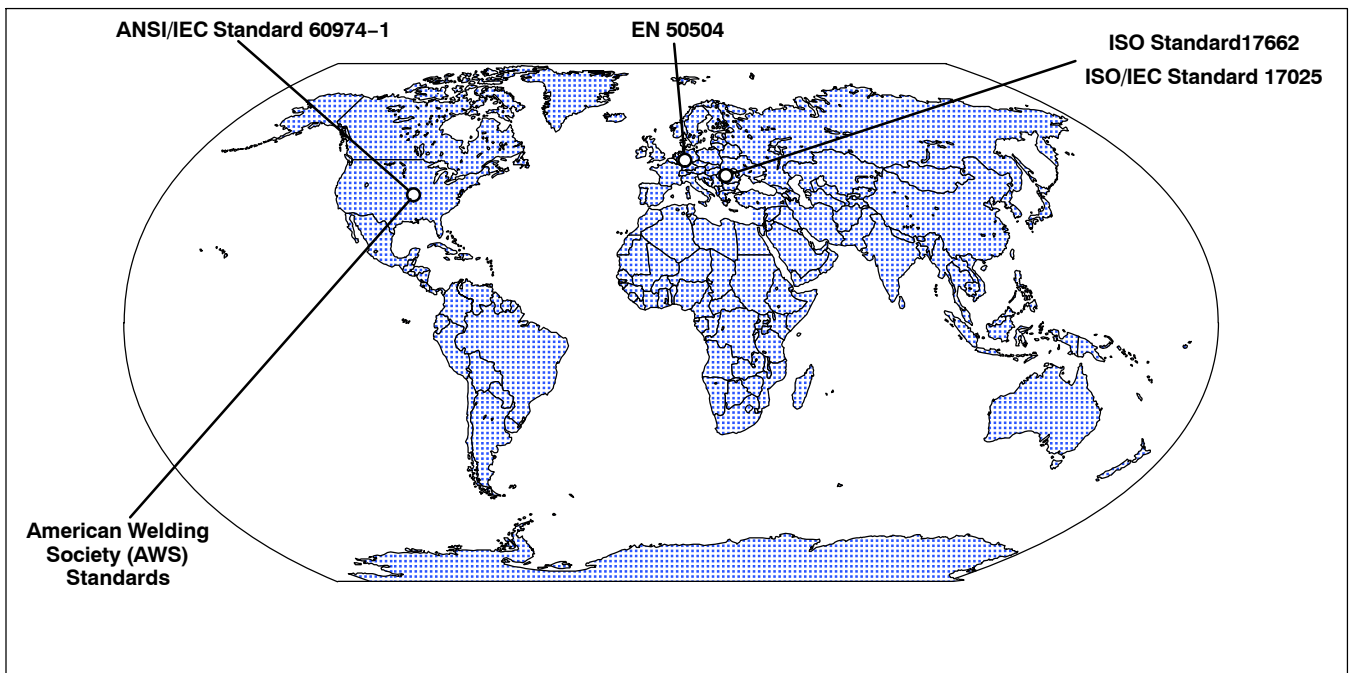 ANSI/IEC Standard 60974−1
EN 50504
ISO Standard17662
ISO/IEC Standard 17025
American Welding
Society (AWS)
Standards